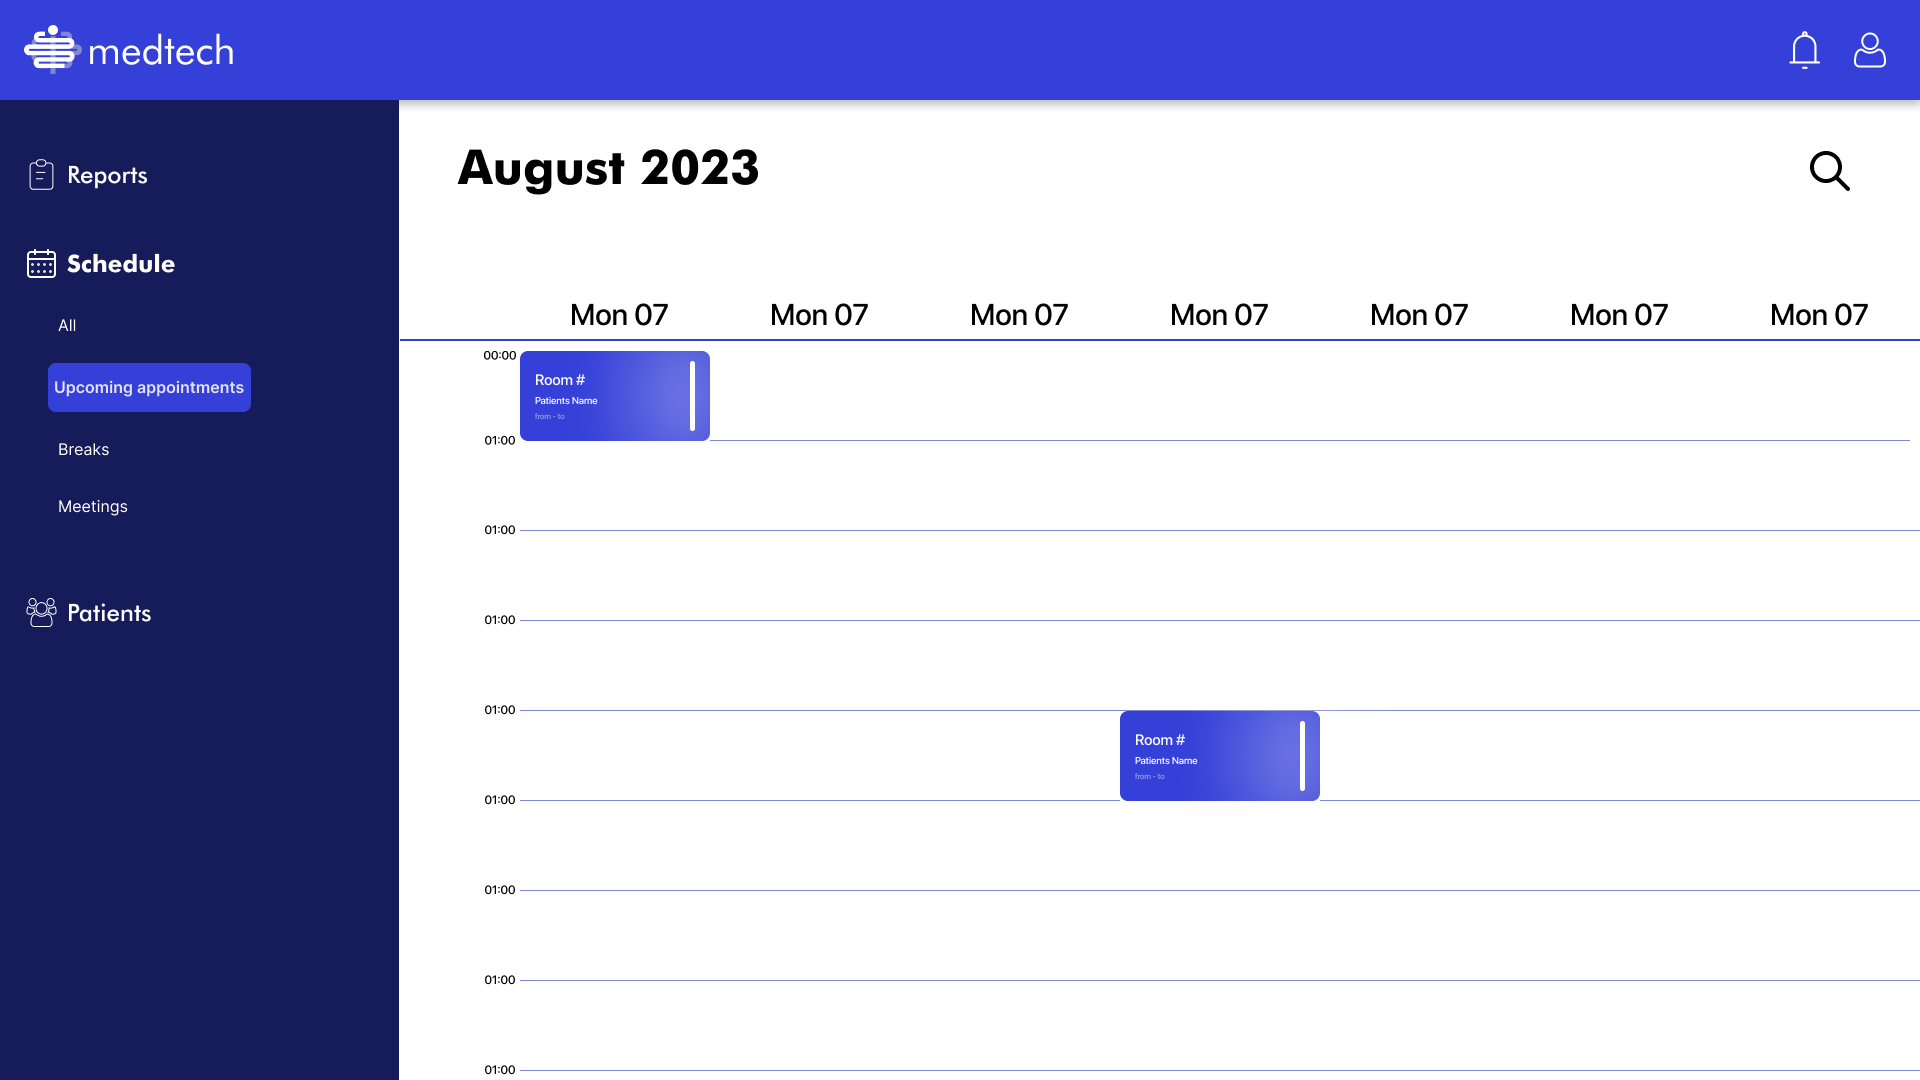 medtech
Reports
Schedule
All
Upcoming appointments
Breaks
Meetings
Patients
August 2023
Mon 07 Mon 07 Mon 07 Mon 07 Mon 07 Mon 07 Mon 07
00:00
Room #
Patients Name
from - to
01:00
01:00
01:00
01:00
Room #
Patients Name
from - to
01:00
01:00
01:00
01:00